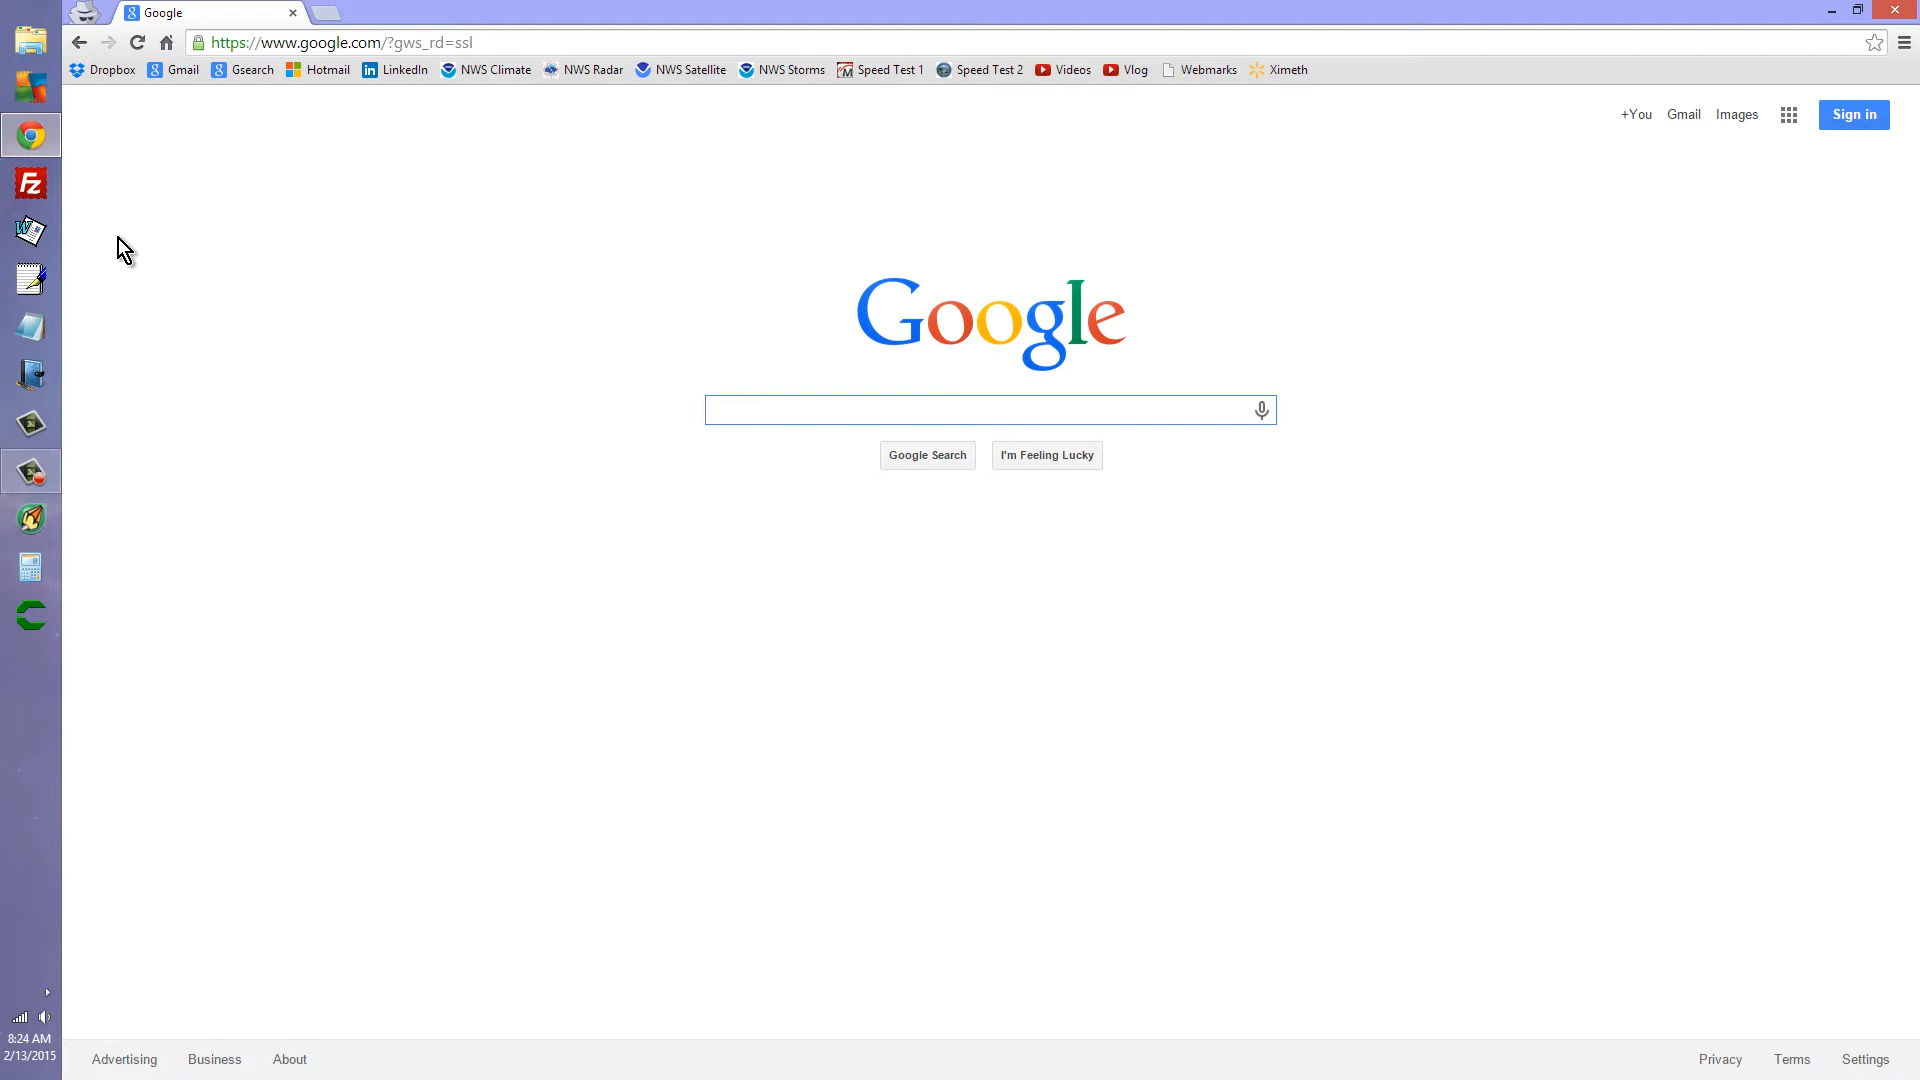 Google
https://www.google.com/?gws_rd=ssl
Dropbox Gmail Gsearch Hotmail LinkedIn NWS Climate NWS Radar NWS Satellite NWS Storms Speed Test 1 Speed Test 2 Videos Vlog Webmarks Ximeth
+You Gmail Images Sign in
Google
Google Search I'm Feeling Lucky
8:24 AM
2/13/2015
Advertising Business About Privacy Terms Settings